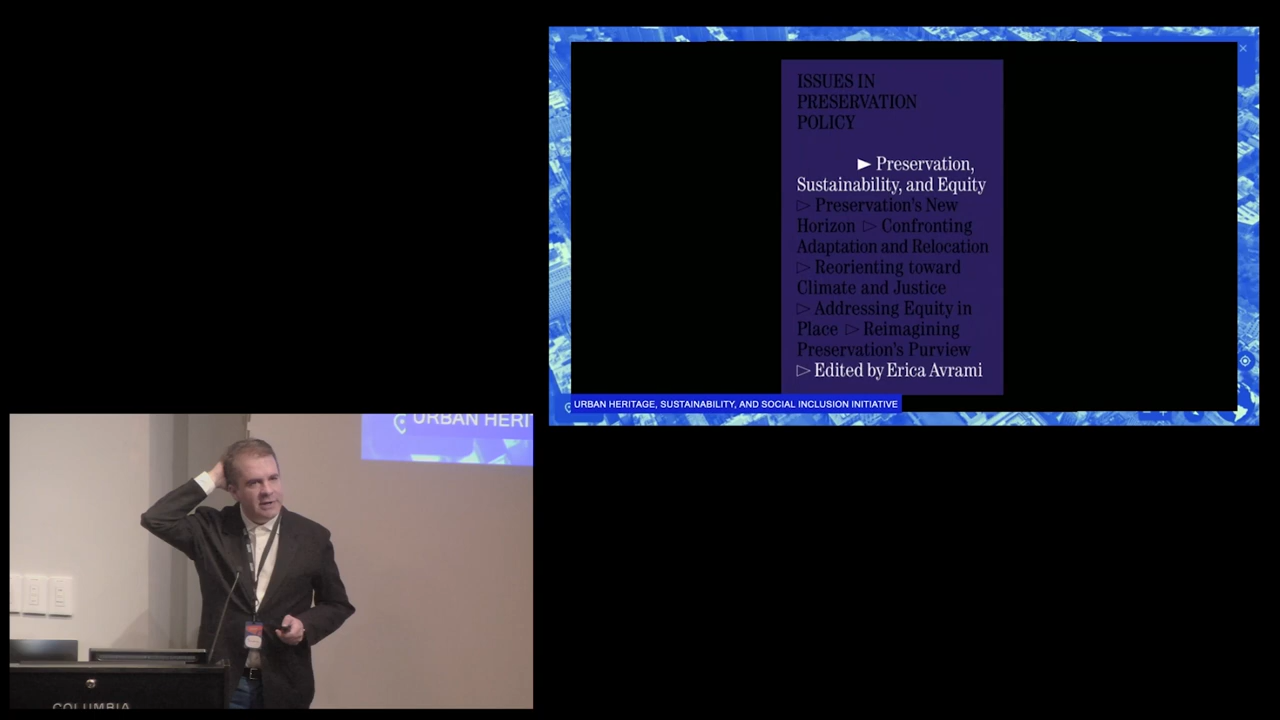 ISSUES IN
PRESERVATION
POLICY
▶ Preservation,
Sustainability, and Equity
▷ Preservation's New
Horizon ▷ Confronting
Adaptation and Relocation
▷ Reorienting toward
Climate and Justice
▷ Addressing Equity in
Place ▷ Reimagining
Preservation's Purview
▷ Edited by Erica Avrami
URBAN HERITAGE, SUSTAINABILITY, AND SOCIAL INCLUSION INITIATIVE
URBAN HERI
COLUMBIA